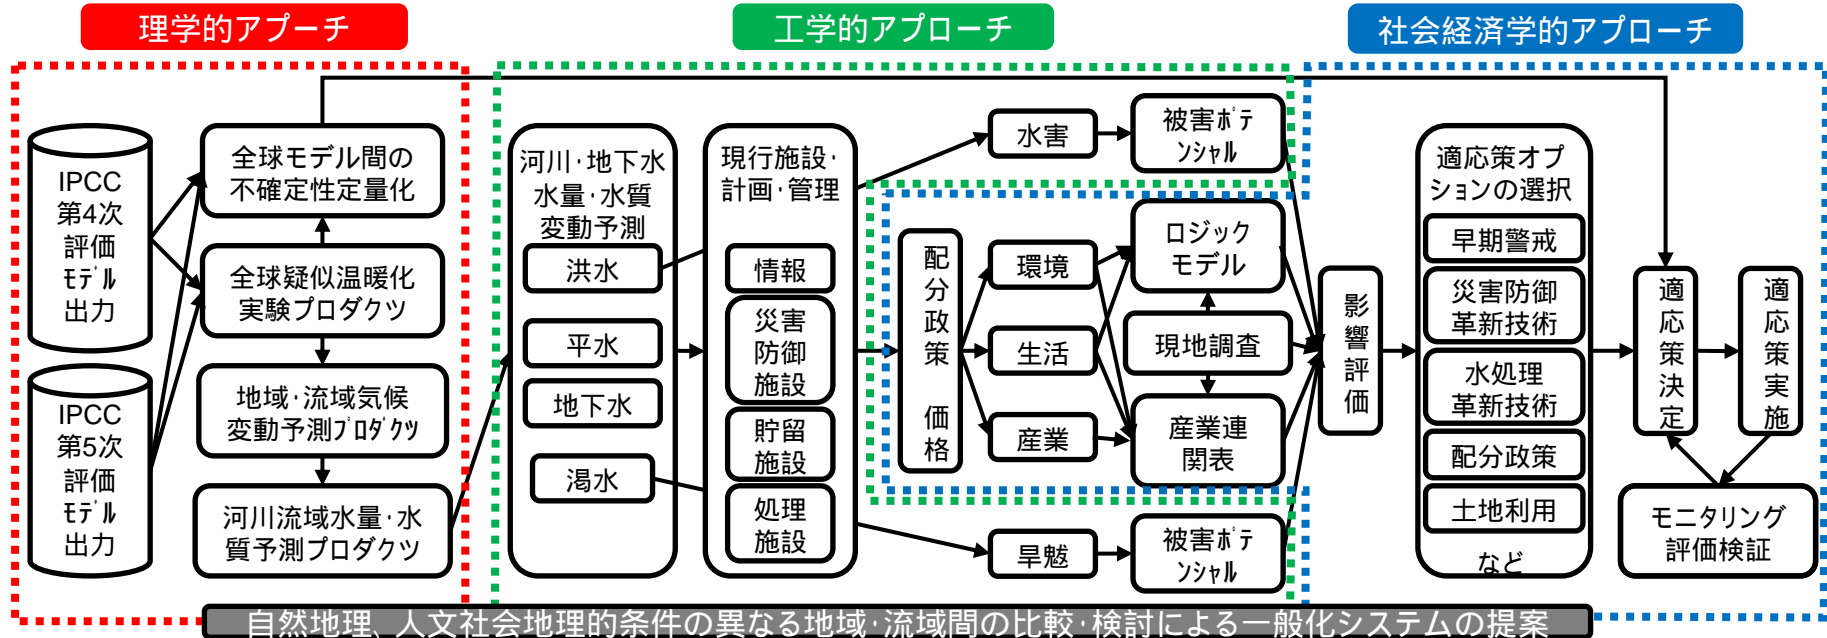 理学的アプーチ
工学的アプローチ
社会経済学的アプローチ
IPCC
第4次
評価
ﾓﾃﾞﾙ
出力
IPCC
第5次
評価
ﾓﾃﾞﾙ
出力
全球モデル間の
不確定性定量化
全球疑似温暖化
実験プロダクツ
地域･流域気候
変動予測ﾌﾟﾛﾀﾞｸﾂ
河川流域水量･水
質予測プロダクツ
河川･地下水
水量･水質
変動予測
洪水
平水
地下水
渇水
現行施設･
計画･管理
情報
災害
防御
施設
貯留
施設
処理
施設
水害
被害ﾎﾟﾃ
ﾝｼｬﾙ
配分政策　価格
環境
生活
産業
ロジック
モデル
現地調査
産業連
関表
旱魃
被害ﾎﾟﾃ
ﾝｼｬﾙ
影響評価
適応策オプ
ションの選択
早期警戒
災害防御
革新技術
水処理
革新技術
配分政策
土地利用
など
適応策決定
適応策実施
モニタリング
評価検証
自然地理、人文社会地理的条件の異なる地域･流域間の比較･検討による一般化システムの提案